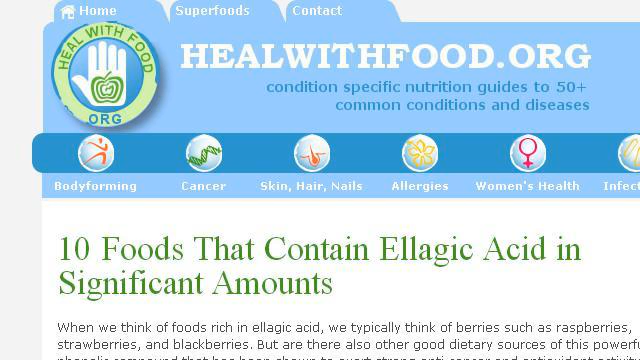 Home Superfoods Contact
HEAL WITH FOOD
ORG
HEALWITHFOOD.ORG
condition specific nutrition guides to 50+
common conditions and diseases
Bodyforming Cancer Skin, Hair, Nails Allergies Women's Health
10 Foods That Contain Ellagic Acid in
Significant Amounts
When we think of foods rich in ellagic acid, we typically think of berries such as raspberries,
strawberries, and blackberries. But are there also other good dietary sources of this